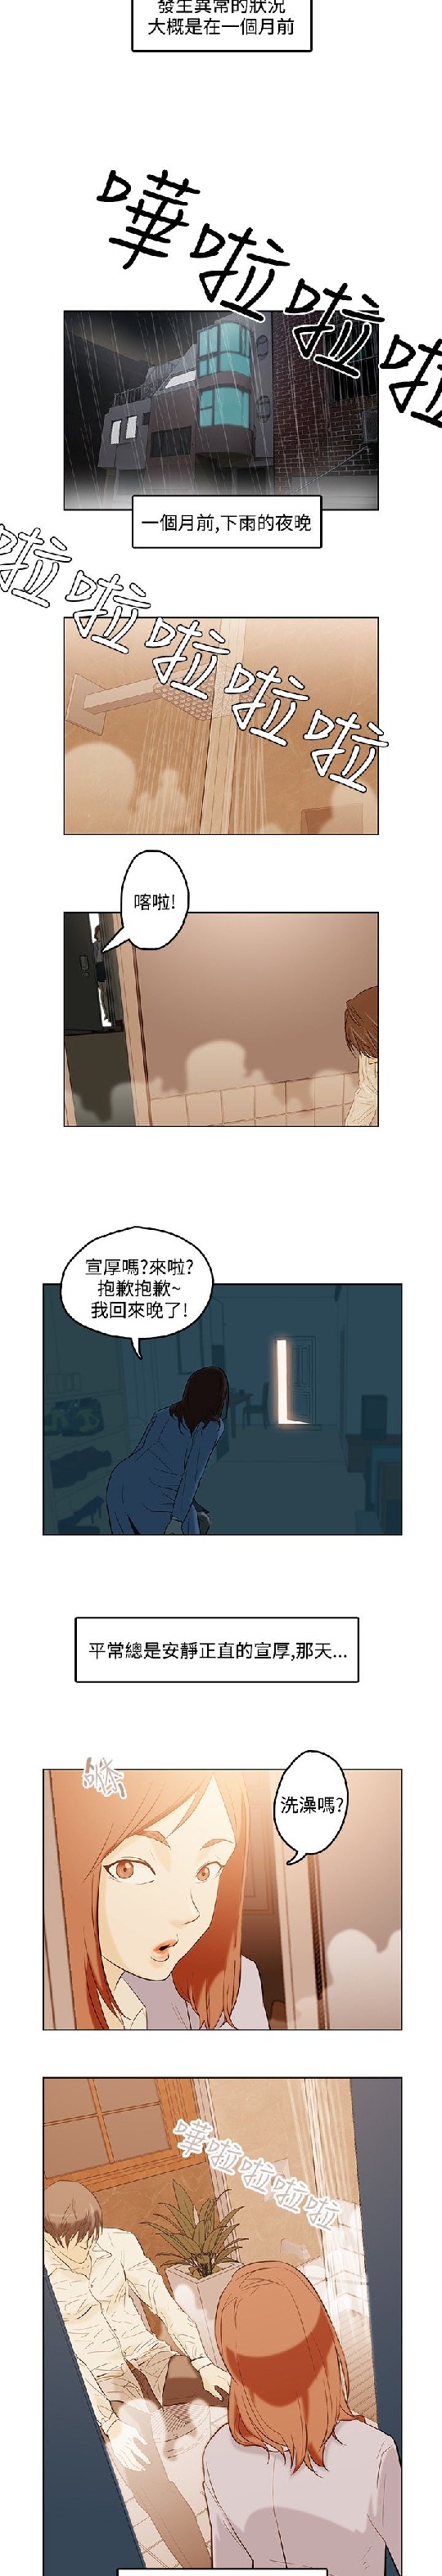 發生異常的狀況
大概是在一個月前
嘩啦啦啦
一個月前,下雨的夜晚
啦啦啦啦啦
喀啦!
宣厚嗎?來啦?
抱歉抱歉~
我回來晚了!
平常總是安靜正直的宣厚,那天...
洗澡嗎?
嘩啦啦啦啦